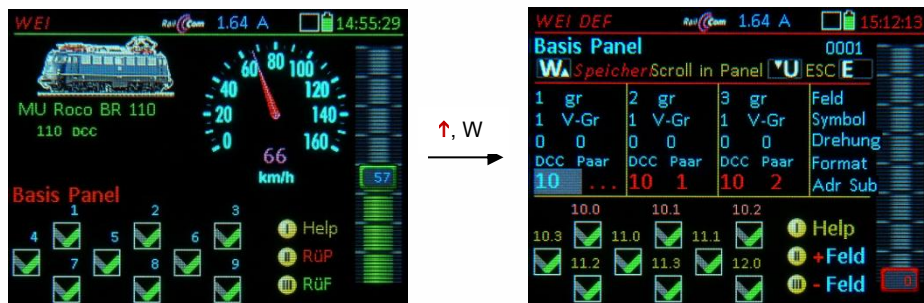 WEI RailCom 1.64 A 14:55:29
60 80 100
40 120
20 140
0 160
66
km/h
MU Roco BR 110
110 DCC
57
Basis Panel
1 2 3
4 5 6
7 8 9
Help
RüP
RüF
↑, W
WEI DEF RailCom 1.64 A 15:12:13
Basis Panel 0001
W Speichern Scroll in Panel U ESC E
1 gr 2 gr 3 gr Feld
1 V-Gr 1 V-Gr 1 V-Gr Symbol
0 0 0 0 0 0 Drehung
DCC Paar DCC Paar DCC Paar Format
10 ... 10 1 10 2 Adr Sub
10.0 10.1 10.2
10.3 11.0 11.1
11.2 11.3 12.0
Help
+Feld
- Feld
0